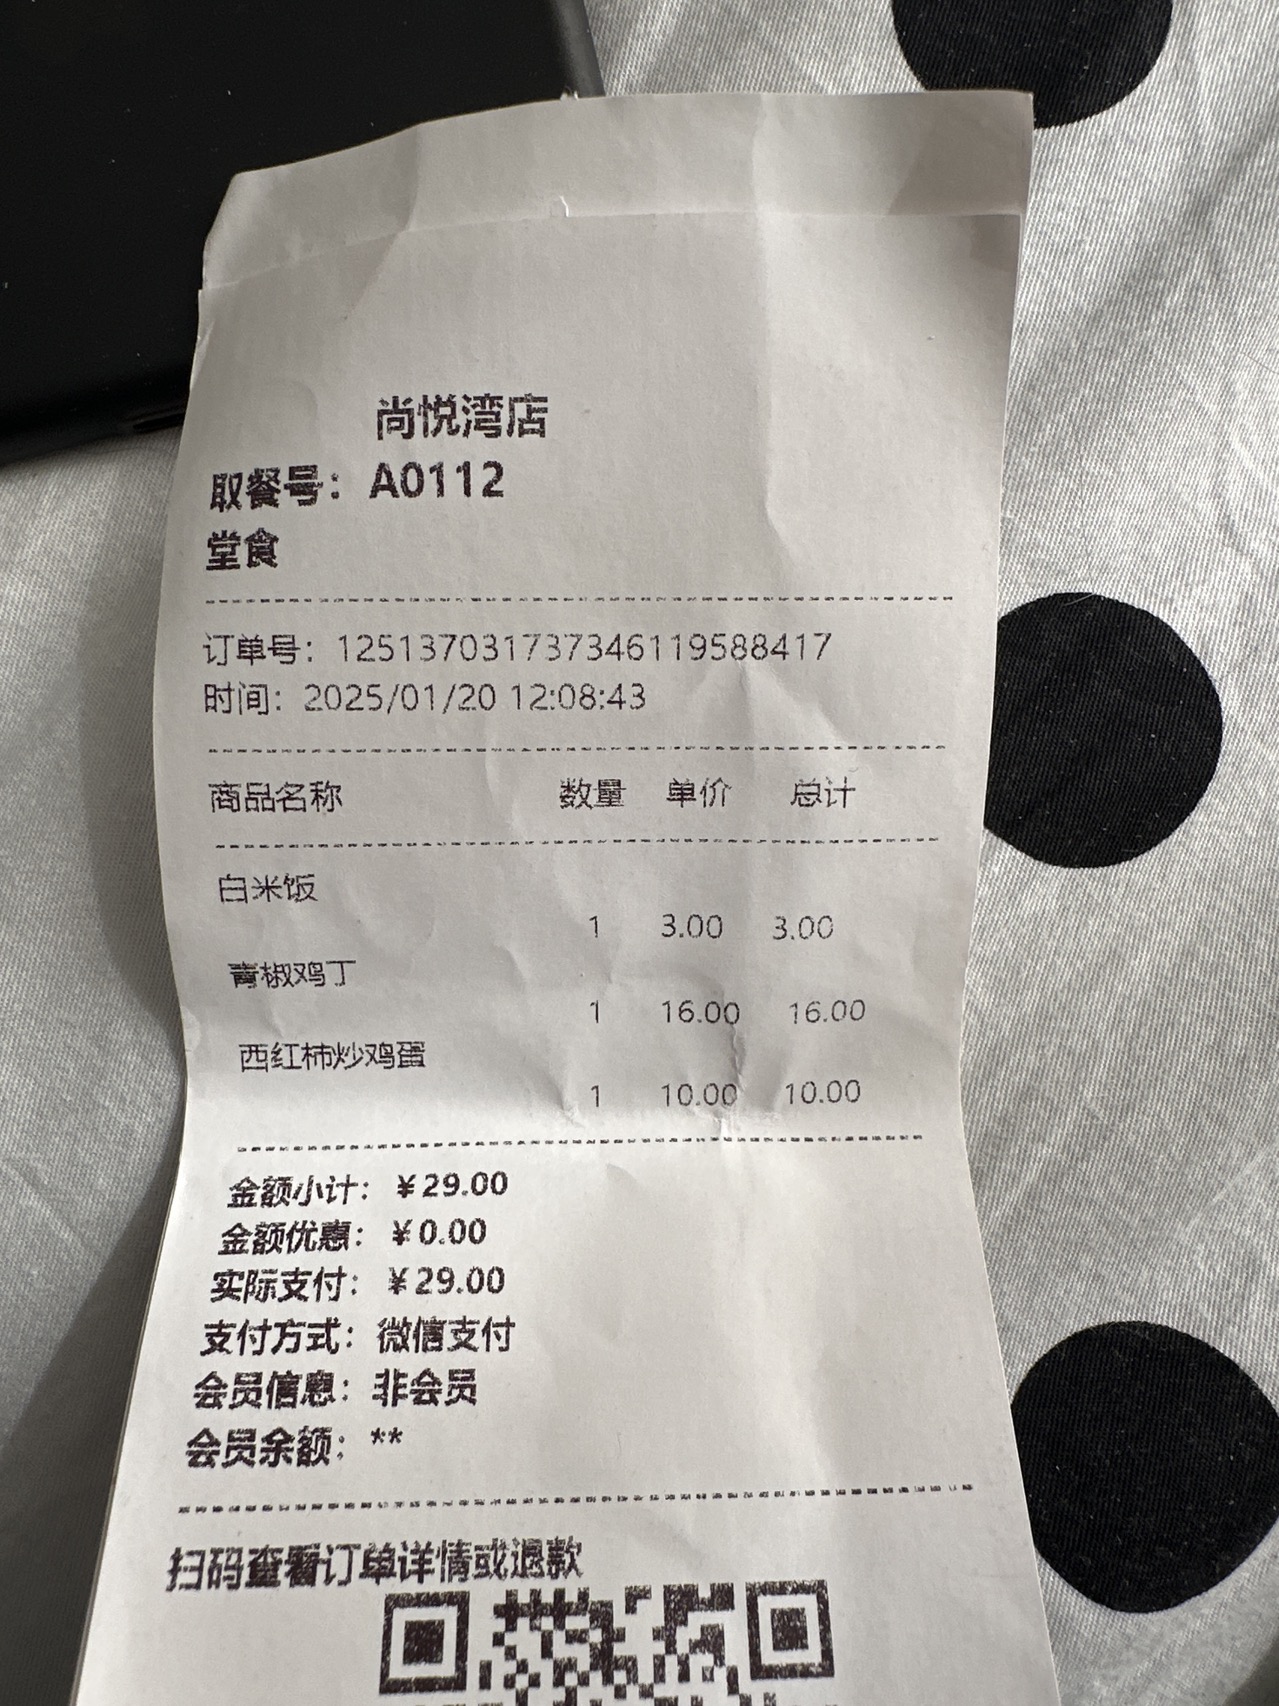 尚悦湾店
取餐号：A0112
堂食
订单号：1251370317373461195​88417
时间：2025/01/20 12:08:43
商品名称 数量 单价 总计
白米饭
1 3.00 3.00
青椒鸡丁
1 16.00 16.00
西红柿炒鸡蛋
1 10.00 10.00
金额小计：￥29.00
金额优惠：￥0.00
实际支付：￥29.00
支付方式：微信支付
会员信息：非会员
会员余额：**
扫码查看订单详情或退款